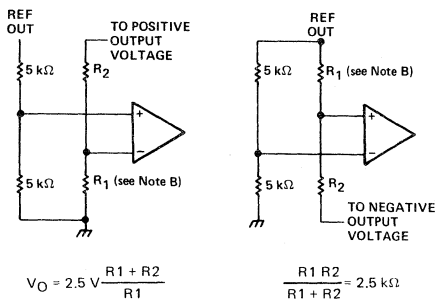 REF
OUT
TO POSITIVE
OUTPUT
VOLTAGE
5 kΩ
R2
+
−
5 kΩ
R1 (see Note B)
VO = 2.5 V R1 + R2 / R1
REF
OUT
5 kΩ
R1 (see Note B)
+
−
5 kΩ
R2
TO NEGATIVE
OUTPUT
VOLTAGE
R1 R2 / R1 + R2 = 2.5 kΩ